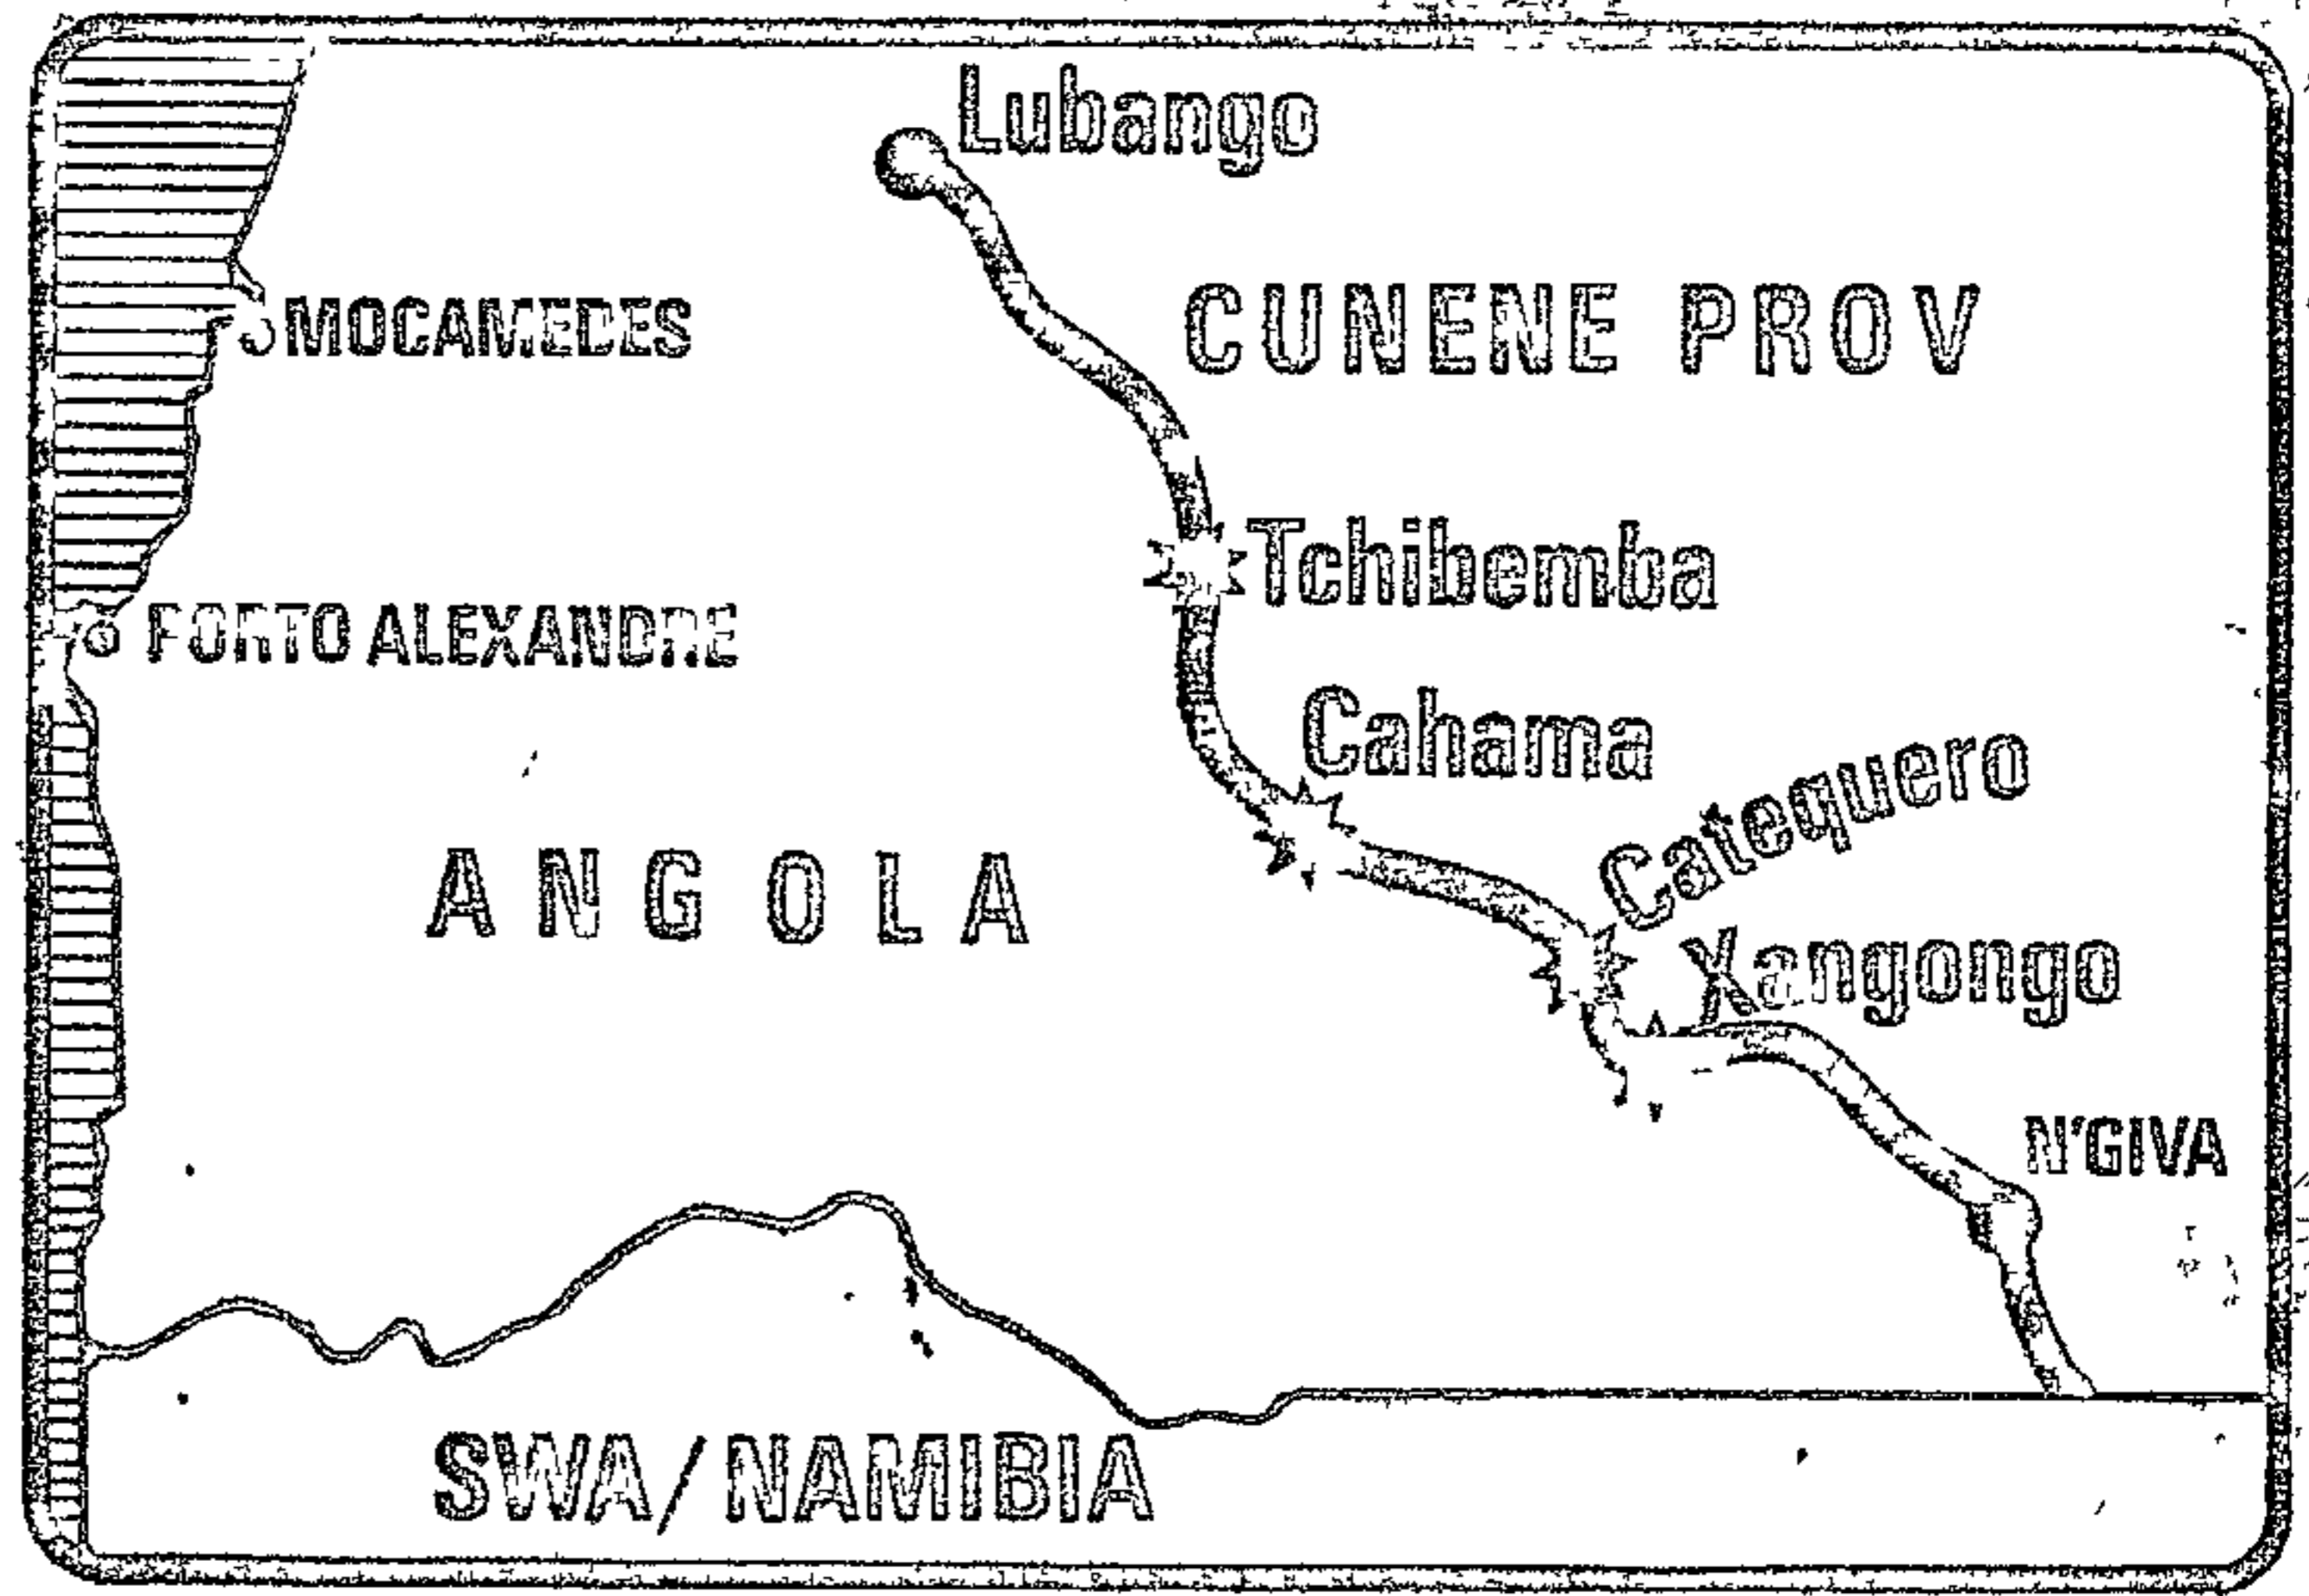 Lubango
CUNENE PROV
MOCAMEDES
Tchibemba
PORTO ALEXANDRE
Cahama
Catequero
ANGOLA
Xangongo
N'GIVA
SWA/NAMIBIA